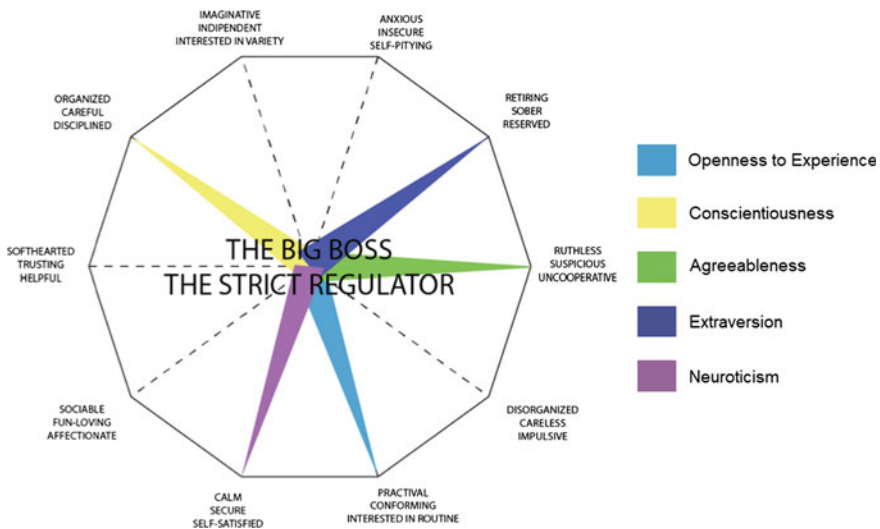 IMAGINATIVE
INDIPENDENT
INTERESTED IN VARIETY
ANXIOUS
INSECURE
SELF-PITYING
ORGANIZED
CAREFUL
DISCIPLINED
RETIRING
SOBER
RESERVED
SOFTHEARTED
TRUSTING
HELPFUL
THE BIG BOSS
THE STRICT REGULATOR
RUTHLESS
SUSPICIOUS
UNCOOPERATIVE
SOCIABLE
FUN-LOVING
AFFECTIONATE
DISORGANIZED
CARELESS
IMPULSIVE
CALM
SECURE
SELF-SATISFIED
PRACTIVAL
CONFORMING
INTERESTED IN ROUTINE
Openness to Experience
Conscientiousness
Agreeableness
Extraversion
Neuroticism